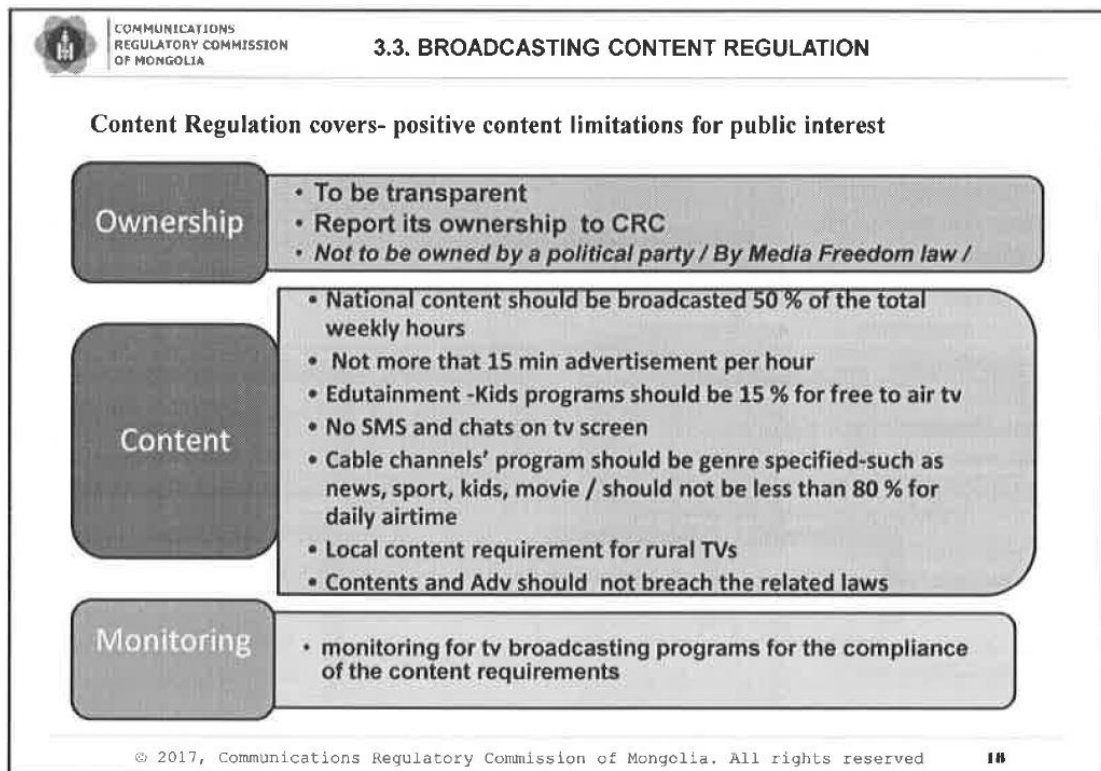 COMMUNICATIONS
REGULATORY COMMISSION
OF MONGOLIA
3.3. BROADCASTING CONTENT REGULATION
Content Regulation covers- positive content limitations for public interest
Ownership
• To be transparent
• Report its ownership to CRC
• Not to be owned by a political party / By Media Freedom law /
Content
• National content should be broadcasted 50 % of the total
weekly hours
• Not more that 15 min advertisement per hour
• Edutainment -Kids programs should be 15 % for free to air tv
• No SMS and chats on tv screen
• Cable channels' program should be genre specified-such as
news, sport, kids, movie / should not be less than 80 % for
daily airtime
• Local content requirement for rural TVs
• Contents and Adv should not breach the related laws
Monitoring
• monitoring for tv broadcasting programs for the compliance
of the content requirements
© 2017, Communications Regulatory Commission of Mongolia. All rights reserved 18